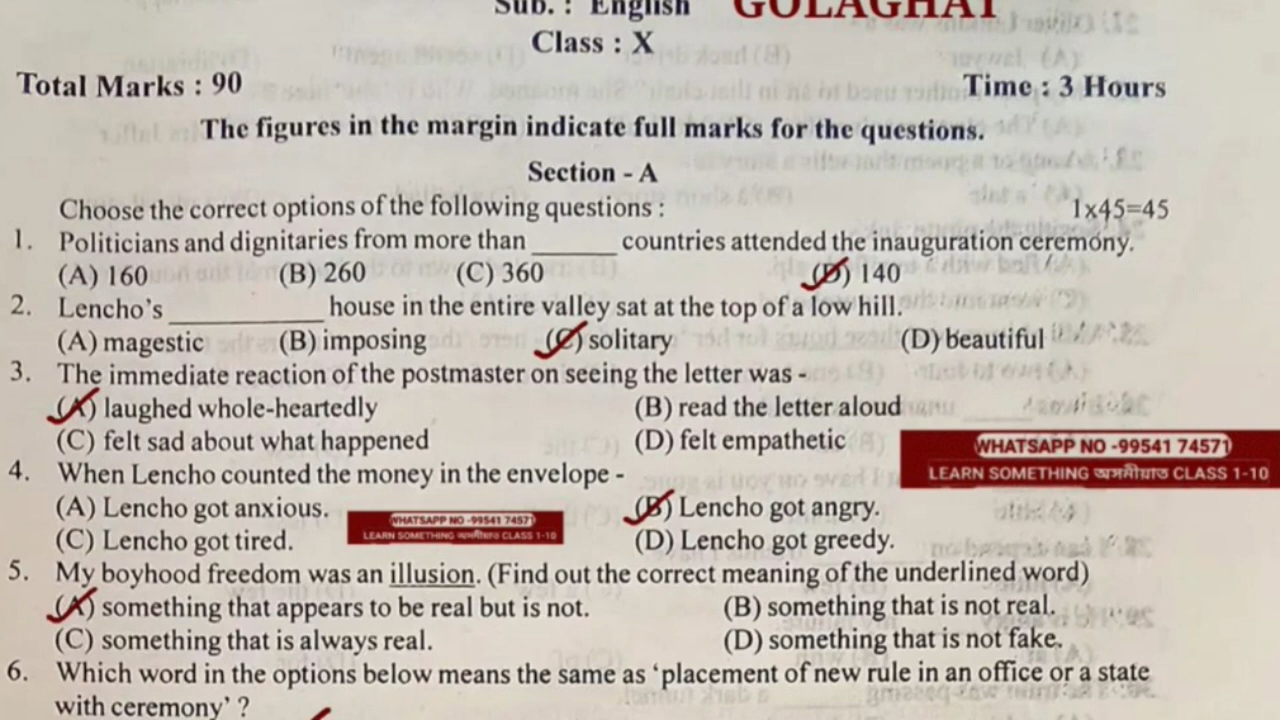 Sub. : English GOLAGHAT
Class : X
Total Marks : 90 Time : 3 Hours
The figures in the margin indicate full marks for the questions.
Section - A
Choose the correct options of the following questions : 1x45=45
1. Politicians and dignitaries from more than ______ countries attended the inauguration ceremony.
(A) 160 (B) 260 (C) 360 (D) 140
2. Lencho's ___________ house in the entire valley sat at the top of a low hill.
(A) magestic (B) imposing (C) solitary (D) beautiful
3. The immediate reaction of the postmaster on seeing the letter was -
(A) laughed whole-heartedly (B) read the letter aloud
(C) felt sad about what happened (D) felt empathetic
WHATSAPP NO -99541 74571
LEARN SOMETHING অসমীয়াত CLASS 1-10
4. When Lencho counted the money in the envelope -
(A) Lencho got anxious. (B) Lencho got angry.
WHATSAPP NO -99541 74571
LEARN SOMETHING অসমীয়াত CLASS 1-10
(C) Lencho got tired. (D) Lencho got greedy.
5. My boyhood freedom was an illusion. (Find out the correct meaning of the underlined word)
(A) something that appears to be real but is not. (B) something that is not real.
(C) something that is always real. (D) something that is not fake.
6. Which word in the options below means the same as 'placement of new rule in an office or a state
with ceremony' ?